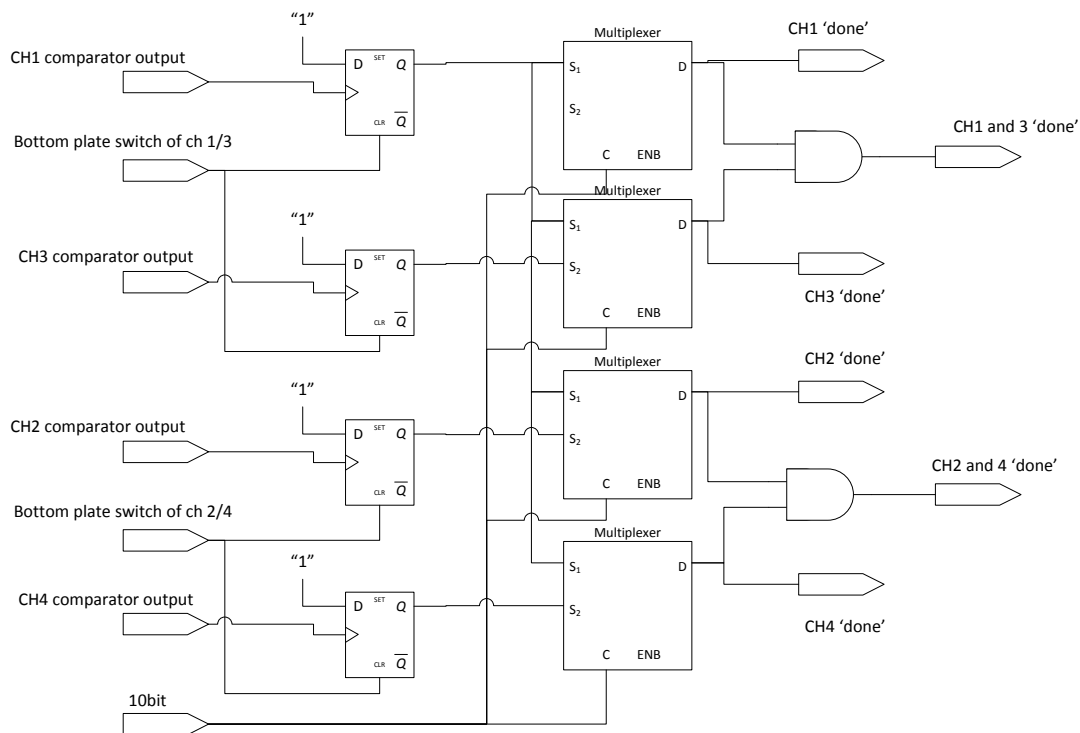 "1"
Multiplexer
CH1 'done'
CH1 comparator output
D SET Q
CLR Q
S1 D
S2
C ENB
Bottom plate switch of ch 1/3
CH1 and 3 'done'
Multiplexer
"1"
S1 D
CH3 comparator output
D SET Q
CLR Q
S2
C ENB
CH3 'done'
Multiplexer
CH2 'done'
"1"
S1 D
CH2 comparator output
D SET Q
CLR Q
S2
C ENB
CH2 and 4 'done'
Bottom plate switch of ch 2/4
Multiplexer
"1"
S1 D
CH4 comparator output
D SET Q
CLR Q
S2
C ENB
CH4 'done'
10bit